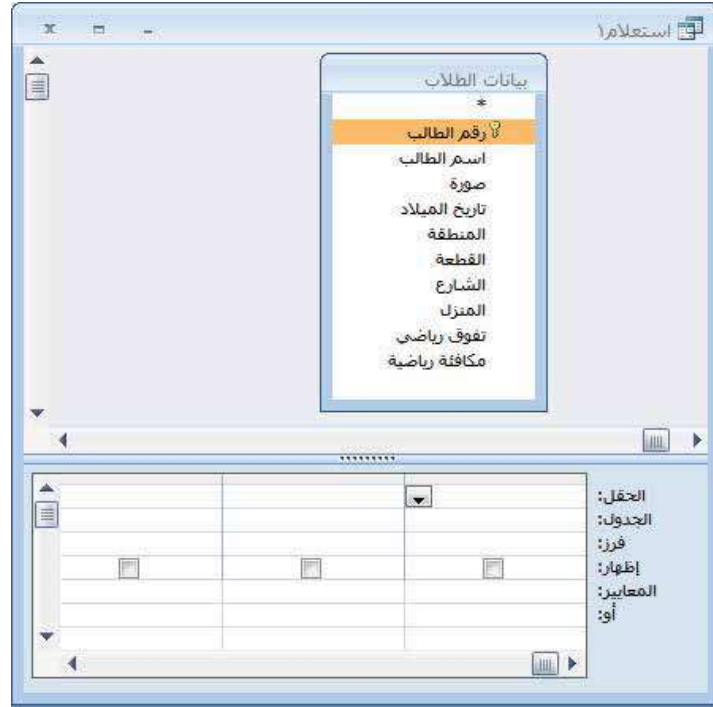 استعلام١
بيانات الطلاب
*
رقم الطالب
اسم الطالب
صورة
تاريخ الميلاد
المنطقة
القطعة
الشارع
المنزل
تفوق رياضي
مكافئة رياضية
الحقل:
الجدول:
فرز:
إظهار:
المعايير:
أو: